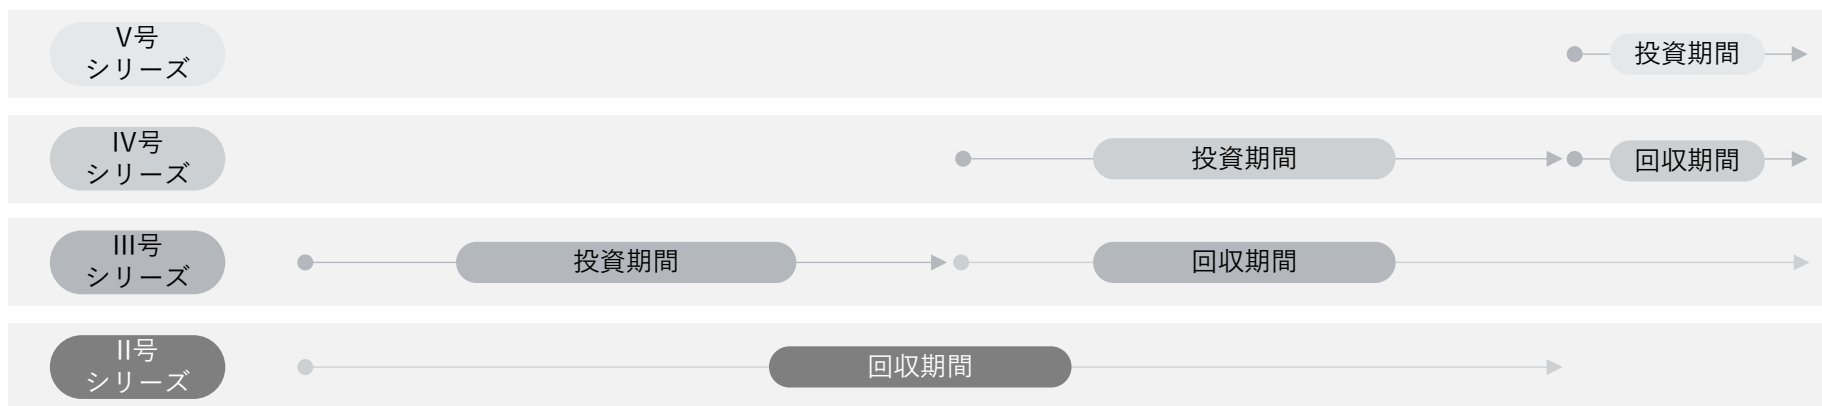 V号
シリーズ
投資期間
IV号
シリーズ
投資期間
回収期間
III号
シリーズ
投資期間
回収期間
II号
シリーズ
回収期間